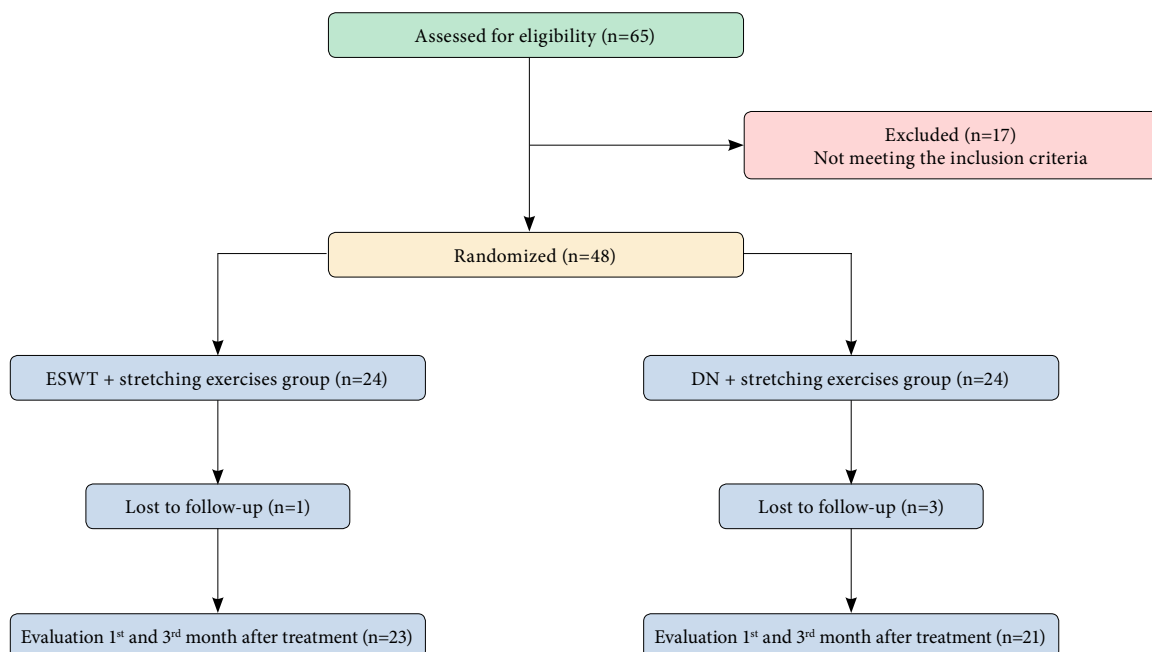 Assessed for eligibility (n=65)
Excluded (n=17)
Not meeting the inclusion criteria
Randomized (n=48)
ESWT + stretching exercises group (n=24)
DN + stretching exercises group (n=24)
Lost to follow-up (n=1)
Lost to follow-up (n=3)
Evaluation 1st and 3rd month after treatment (n=23)
Evaluation 1st and 3rd month after treatment (n=21)